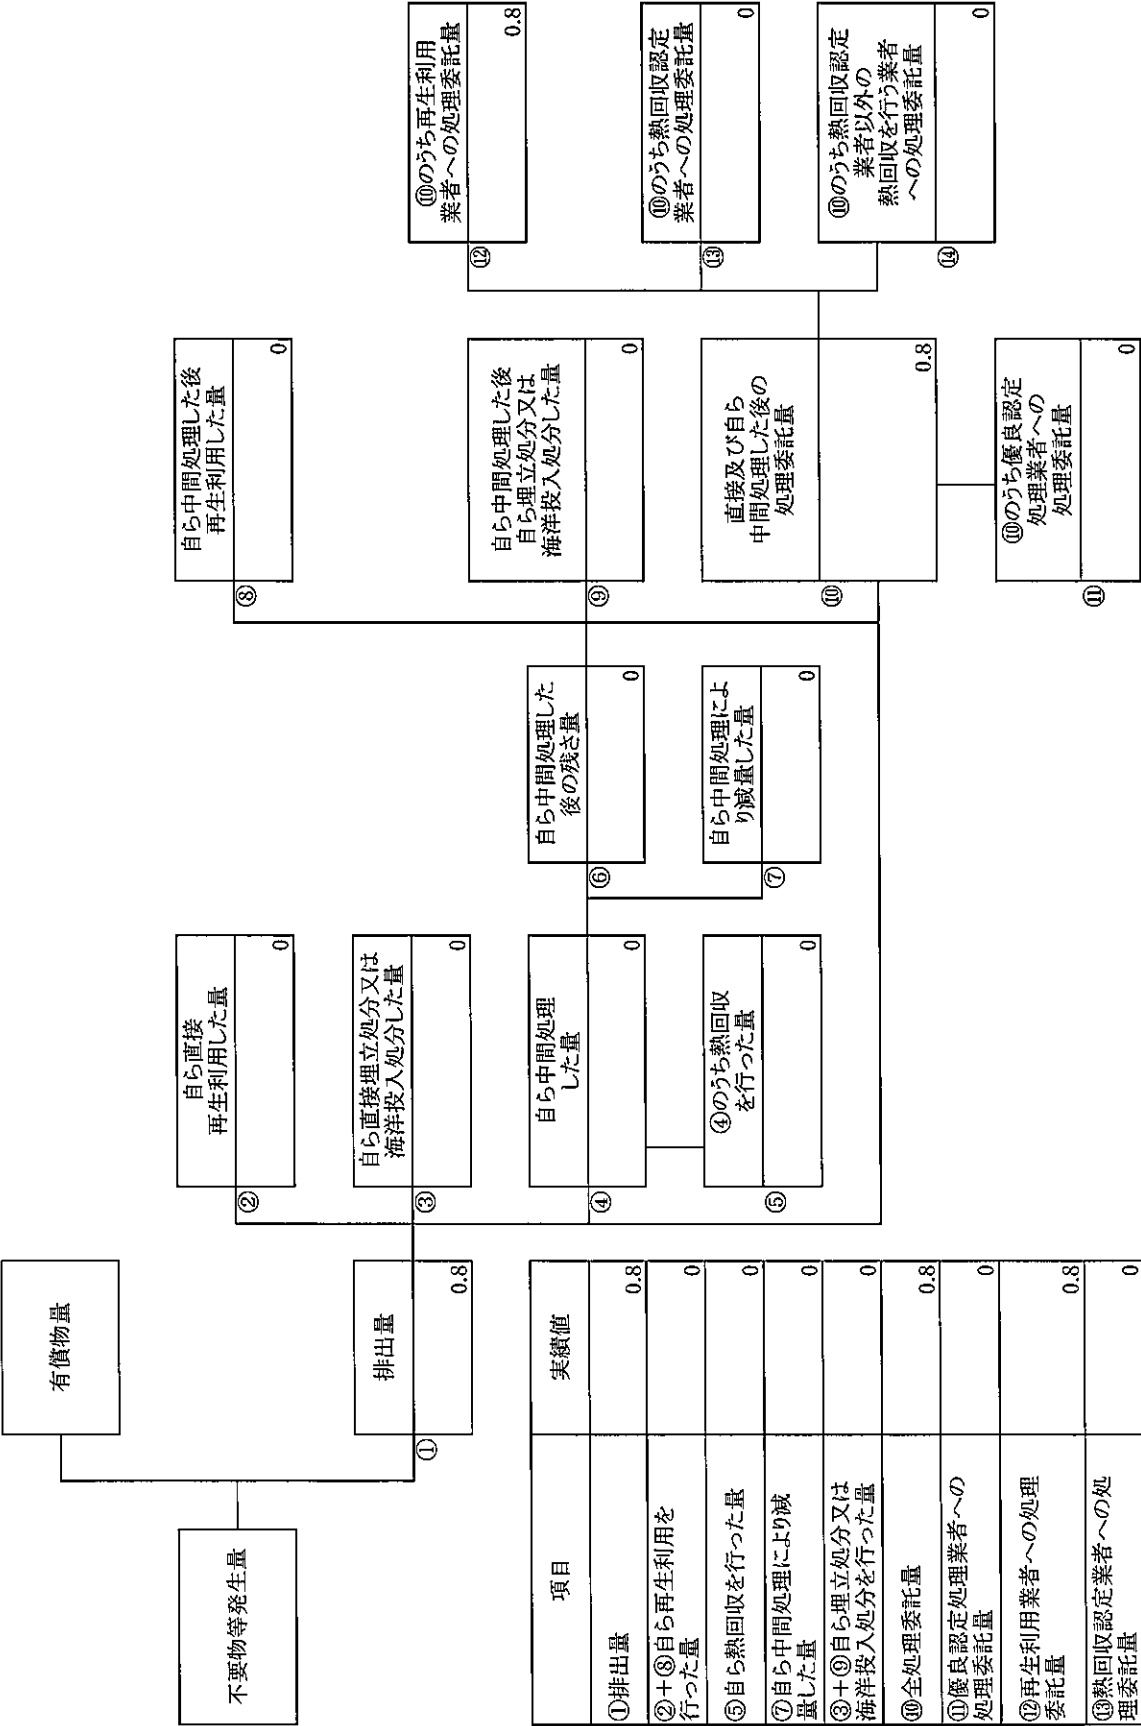 不要物等発生量
有償物量
①
排出量
0.8
②
自ら直接
再生利用した量
0
③
自ら直接埋立処分又は
海洋投入処分した量
0
④
自ら中間処理
した量
0
⑤
④のうち熱回収
を行った量
0
⑥
自ら中間処理した
後の残さ量
0
⑦
自ら中間処理によ
り減量した量
0
⑧
自ら中間処理した後
再生利用した量
0
⑨
自ら中間処理した後
自ら埋立処分又は
海洋投入処分した量
0
⑩
直接及び自ら
中間処理した後の
処理委託量
0.8
⑪
⑩のうち優良認定
処理業者への
処理委託量
0
⑫
⑩のうち再生利用
業者への処理委託量
0.8
⑬
⑩のうち熱回収認定
業者への処理委託量
0
⑭
⑩のうち熱回収認定
業者以外の
熱回収を行う業者
への処理委託量
0
項目 実績値
①排出量 0.8
②+⑧自ら再生利用を
行った量 0
⑤自ら熱回収を行った量 0
⑦自ら中間処理により減
量した量 0
③+⑨自ら埋立処分又は
海洋投入処分を行った量 0
⑩全処理委託量 0.8
⑪優良認定処理業者への
処理委託量 0
⑫再生利用業者への処理
委託量 0.8
⑬熱回収認定業者への処
理委託量 0